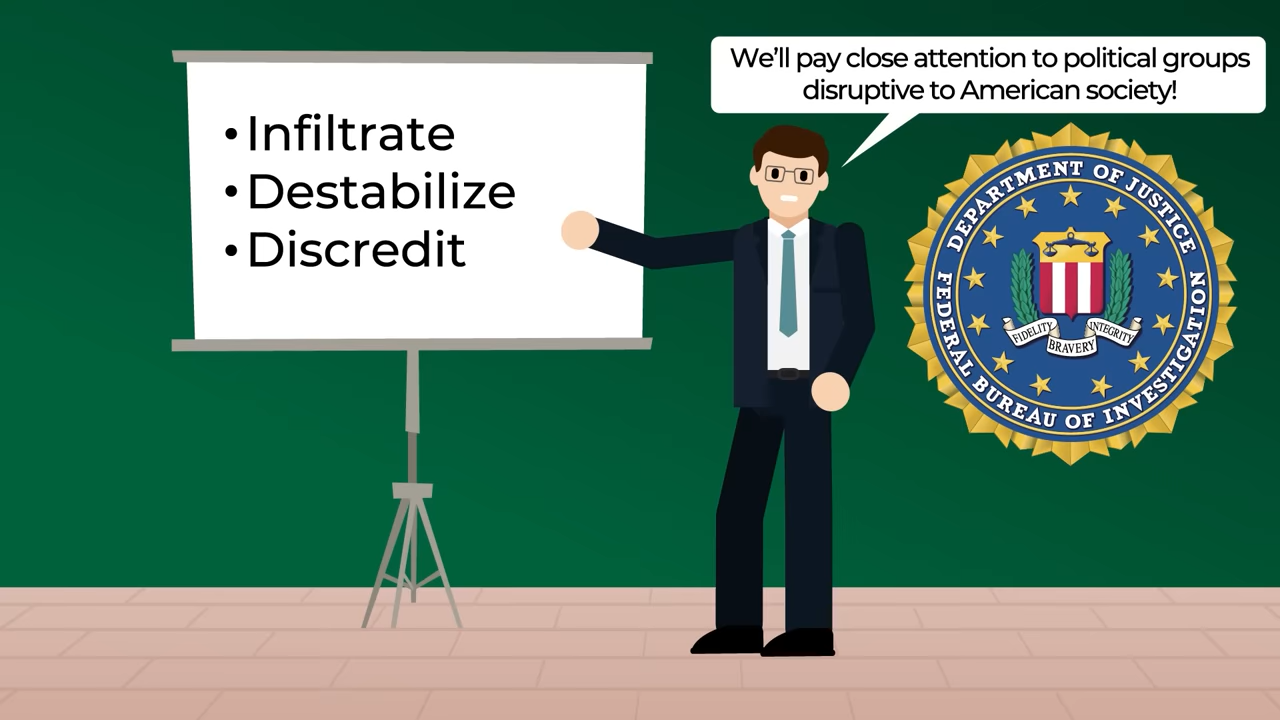 We'll pay close attention to political groups
disruptive to American society!
• Infiltrate
• Destabilize
• Discredit
DEPARTMENT OF JUSTICE
FIDELITY
BRAVERY
INTEGRITY
FEDERAL BUREAU OF INVESTIGATION